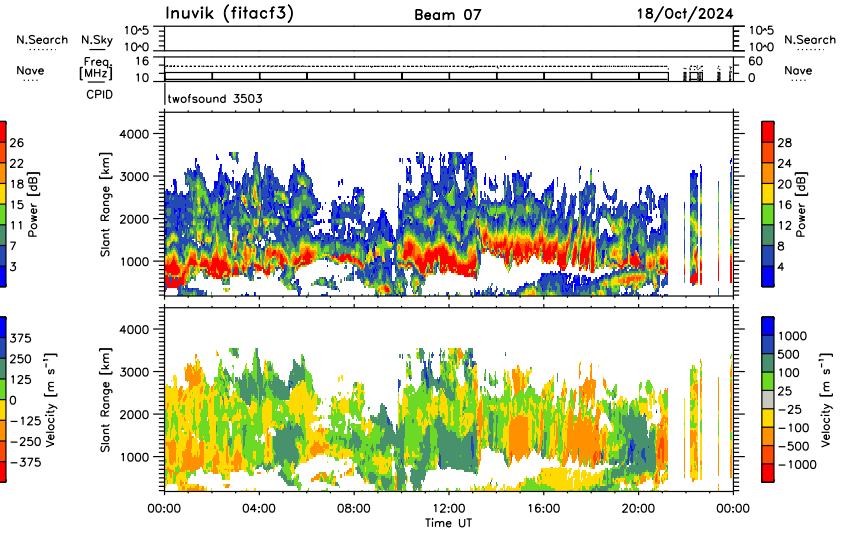 Inuvik (fitacf3) Beam 07 18/Oct/2024
N.Search N.Sky 10^5 10^0 10^5 10^0 N.Search
Nave Freq. [MHz] 16 10 60 0 Nave
CPID twofsound 3503
26 22 18 15 11 7 3 Power [dB]
Slant Range [km] 4000 3000 2000 1000
28 24 20 16 12 8 4 Power [dB]
375 250 125 0 −125 −250 −375 Velocity [m s⁻¹]
Slant Range [km] 4000 3000 2000 1000
1000 500 100 25 −25 −100 −500 −1000 Velocity [m s⁻¹]
00:00 04:00 08:00 12:00 16:00 20:00 00:00
Time UT